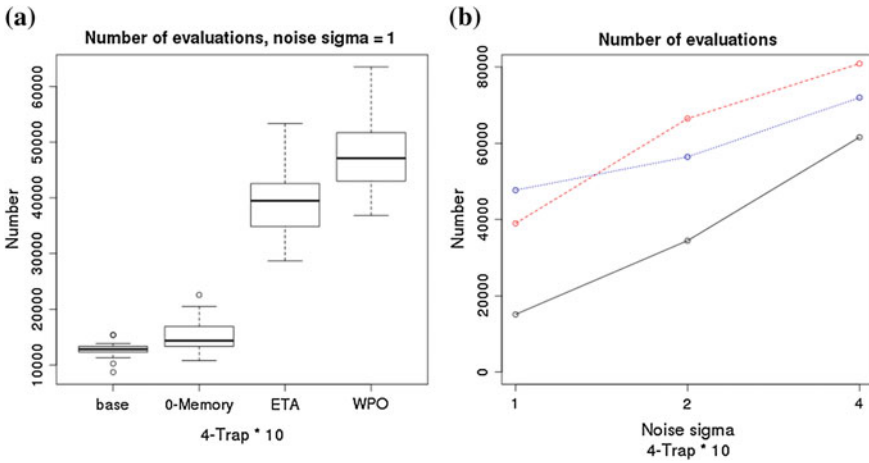 (a)
Number of evaluations, noise sigma = 1
Number
60000
50000
40000
30000
20000
10000
base 0-Memory ETA WPO
4-Trap * 10
(b)
Number of evaluations
Number
80000
60000
40000
20000
0
1 2 4
Noise sigma
4-Trap * 10